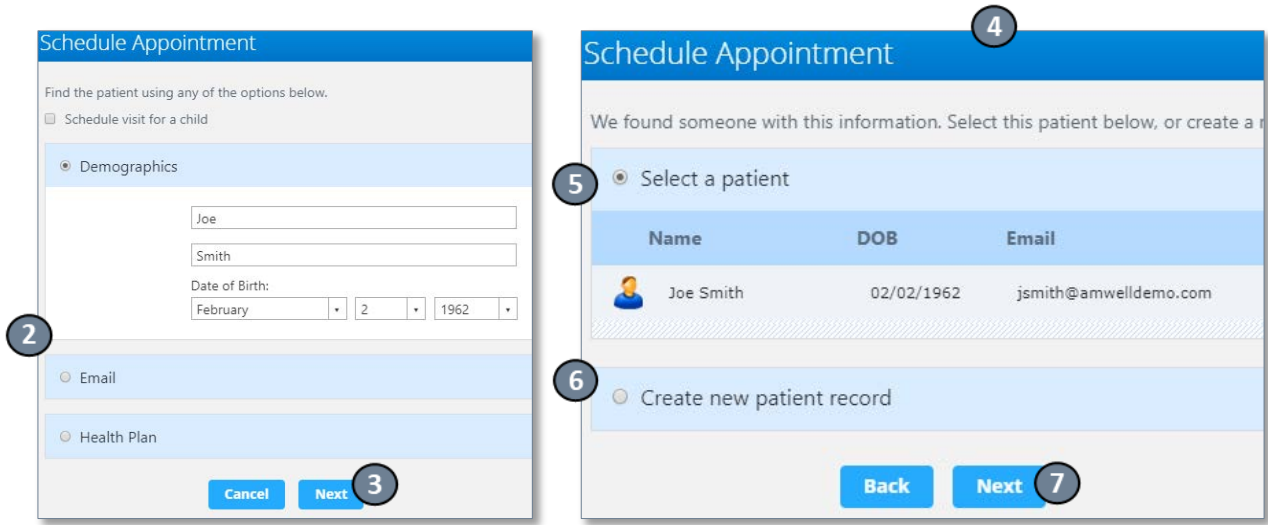 Schedule Appointment
Find the patient using any of the options below.
Schedule visit for a child
Demographics
Joe
Smith
Date of Birth:
February 2 1962
2
Email
Health Plan
Cancel Next 3
4
Schedule Appointment
We found someone with this information. Select this patient below, or create a
5 Select a patient
Name DOB Email
Joe Smith 02/02/1962 jsmith@amwelldemo.com
6 Create new patient record
Back Next 7